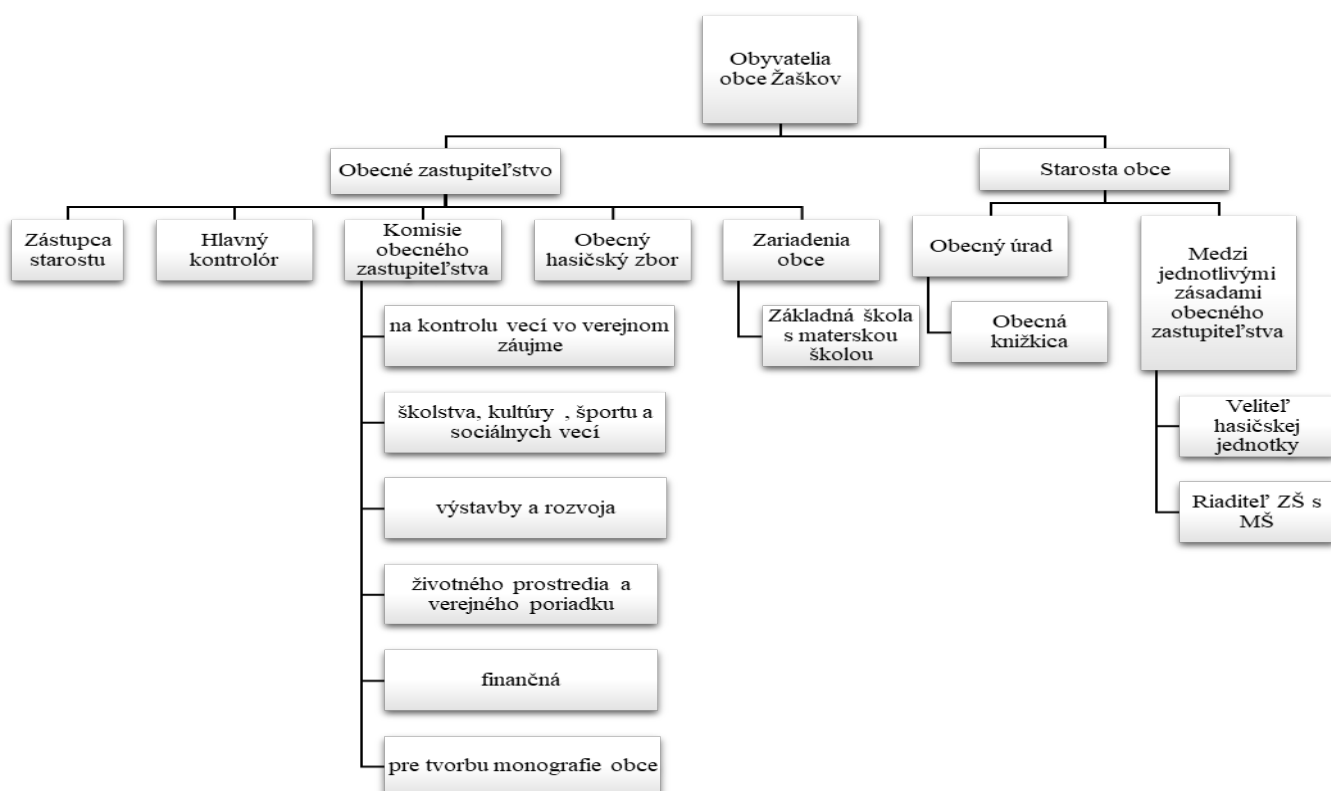 Obyvatelia
obce Žaškov
Obecné zastupiteľstvo
Starosta obce
Zástupca
starostu
Hlavný
kontrolór
Komisie
obecného
zastupiteľstva
Obecný
hasičský zbor
Zariadenia
obce
Obecný úrad
Medzi
jednotlivými
zásadami
obecného
zastupiteľstva
na kontrolu vecí vo verejnom
záujme
školstva, kultúry , športu a
sociálnych vecí
výstavby a rozvoja
životného prostredia a
verejného poriadku
finančná
pre tvorbu monografie obce
Základná škola
s materskou
školou
Obecná
knižkica
Veliteľ
hasičskej
jednotky
Riaditeľ ZŠ s
MŠ